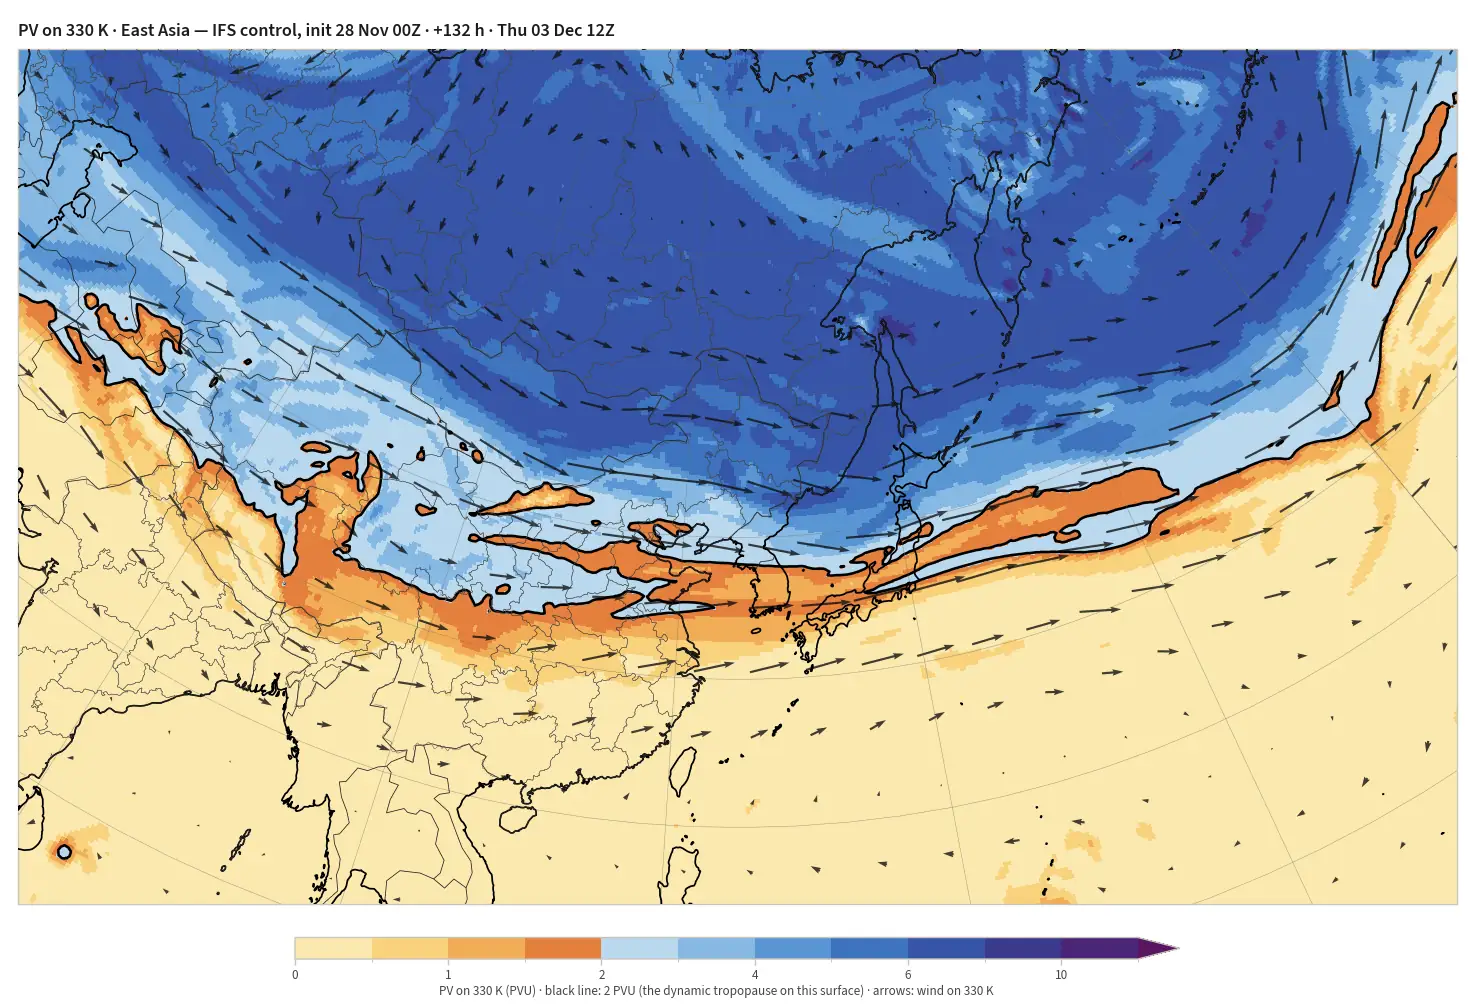 PV on 330 K · East Asia — IFS control, init 28 Nov 00Z · +132 h · Thu 03 Dec 12Z
0 1 2 4 6 10
PV on 330 K (PVU) · black line: 2 PVU (the dynamic tropopause on this surface) · arrows: wind on 330 K